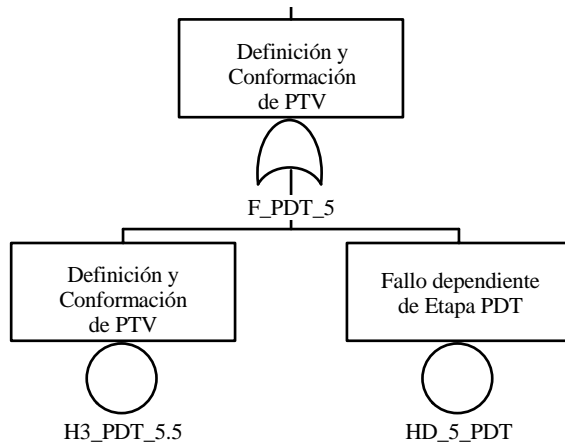 Definición y
Conformación
de PTV
F_PDT_5
Definición y
Conformación
de PTV
Fallo dependiente
de Etapa PDT
H3_PDT_5.5
HD_5_PDT